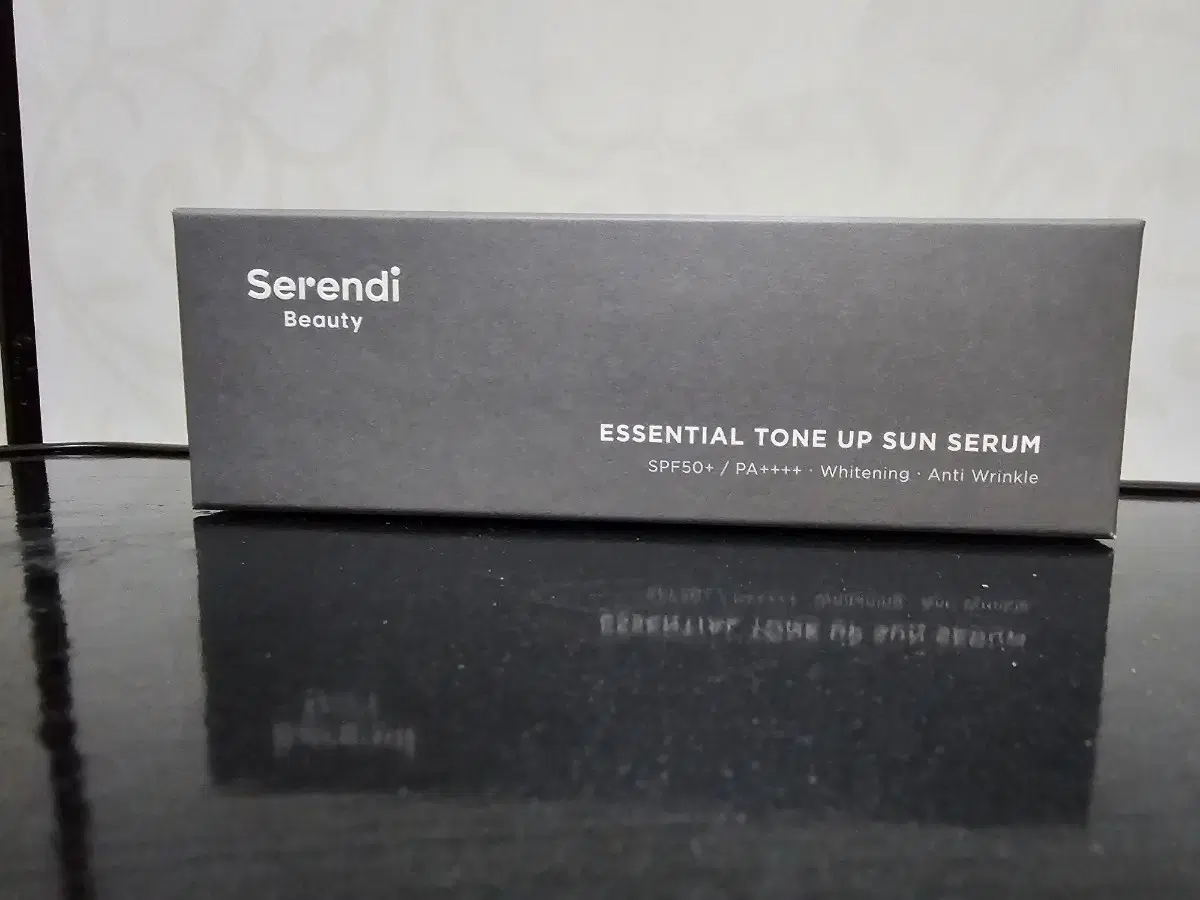 Serendi
Beauty
ESSENTIAL TONE UP SUN SERUM
SPF50+ / PA++++ · Whitening · Anti Wrinkle